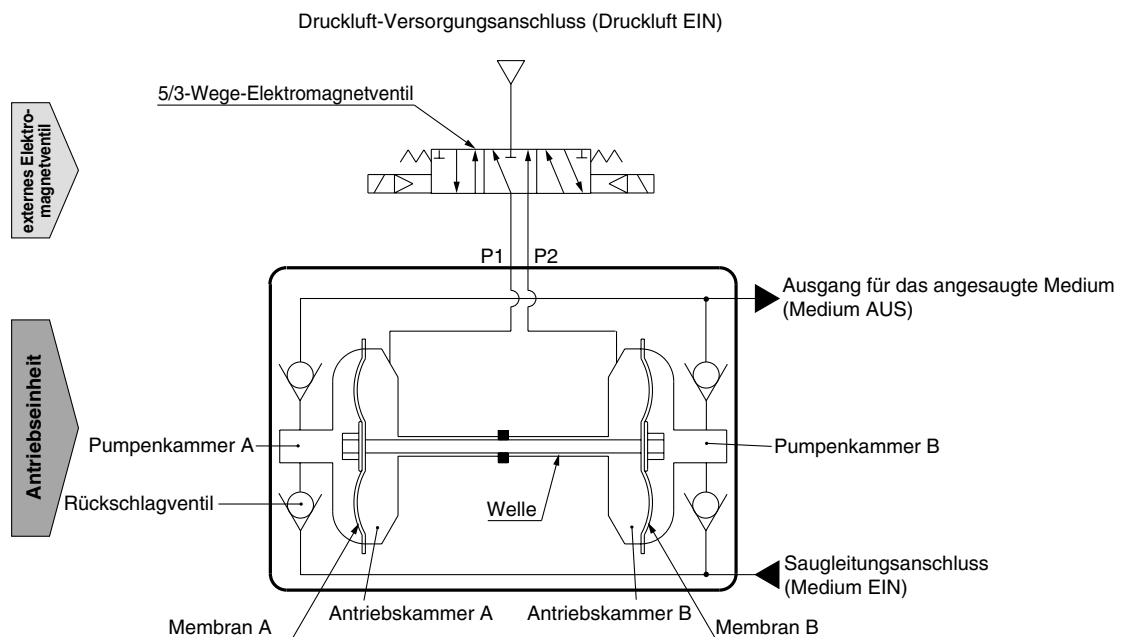 Druckluft-Versorgungsanschluss (Druckluft EIN)
5/3-Wege-Elektromagnetventil
externes Elektro-
magnetventil
P1
P2
Ausgang für das angesaugte Medium
(Medium AUS)
Antriebseinheit
Pumpenkammer A
Pumpenkammer B
Rückschlagventil
Welle
Saugleitungsanschluss
(Medium EIN)
Antriebskammer A
Antriebskammer B
Membran A
Membran B